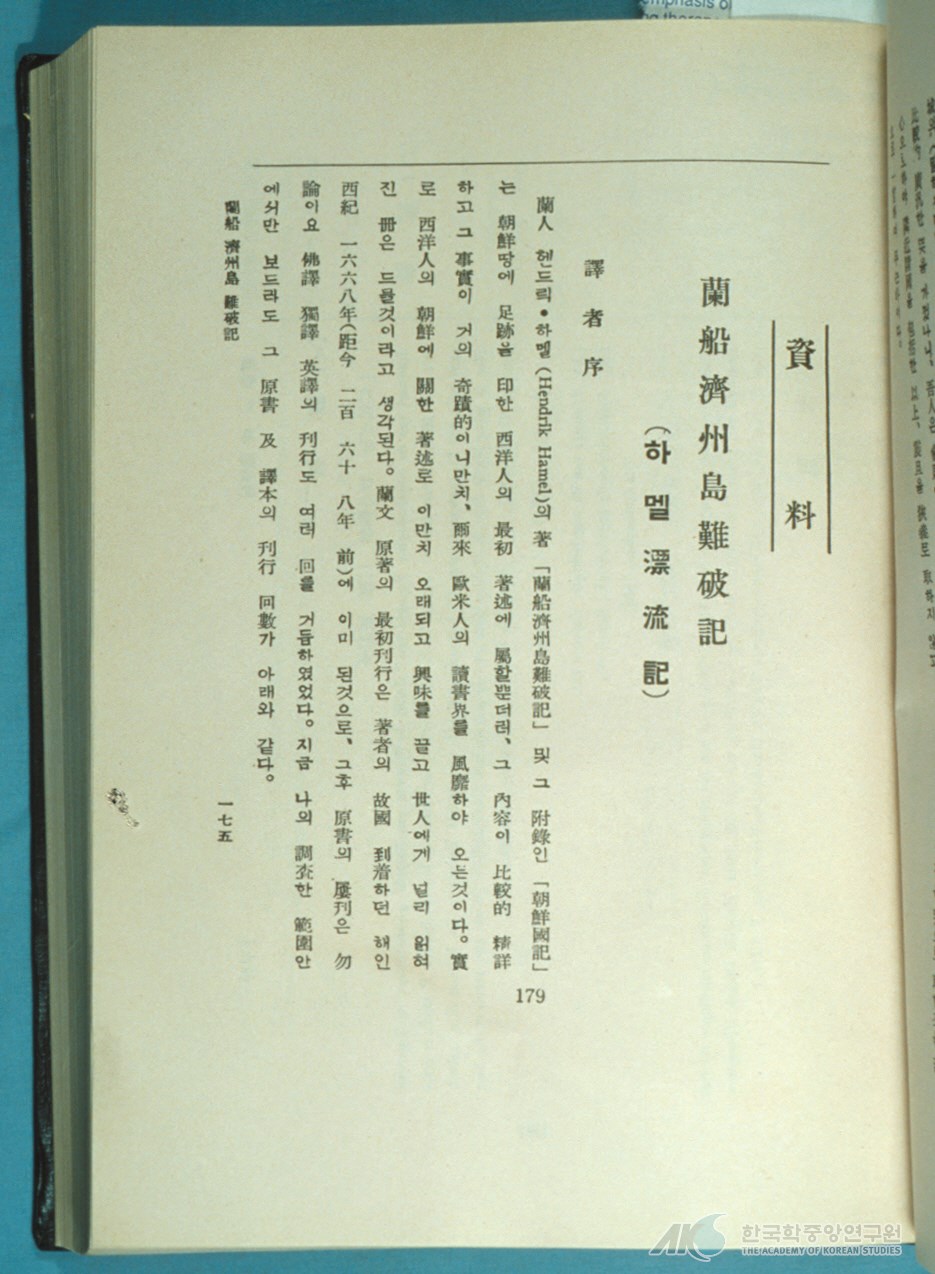 資料
蘭船濟州島難破記
(하멜漂流記)
譯者序
蘭人 헨드릭•하멜(Hendrik Hamel)의 著「蘭船濟州島難破記」 및 그 附錄인 「朝鮮國記」
는 朝鮮땅에 足跡을 印한 西洋人의 最初 著述에 屬할뿐더러、그 內容이 比較的 精詳
하고 그 事實이 거의 奇蹟的이니만치、爾來 歐米人의 讀書界를 風靡하야 오든것이다。實
로 西洋人의 朝鮮에 關한 著述로 이만치 오래되고 興味를 끌고 世人에게 널리 읽혀
진 冊은 드믈것이라고 생각된다。蘭文 原著의 最初刊行은 著者의 故國 到着하던 해인
西紀 一六六八年(距今 二百 六十 八年 前)에 이미 된것으로、그후 原書의 屢刊은 勿
論이요 佛譯 獨譯 英譯의 刊行도 여러 回를 거듭하였었다。지금 나의 調査한 範圍안
에서만 보드라도 그 原書 及 譯本의 刊行 回數가 아래와 같다。
蘭船 濟州島 難破記
一七五
179
한국학중앙연구원
THE ACADEMY OF KOREAN STUDIES